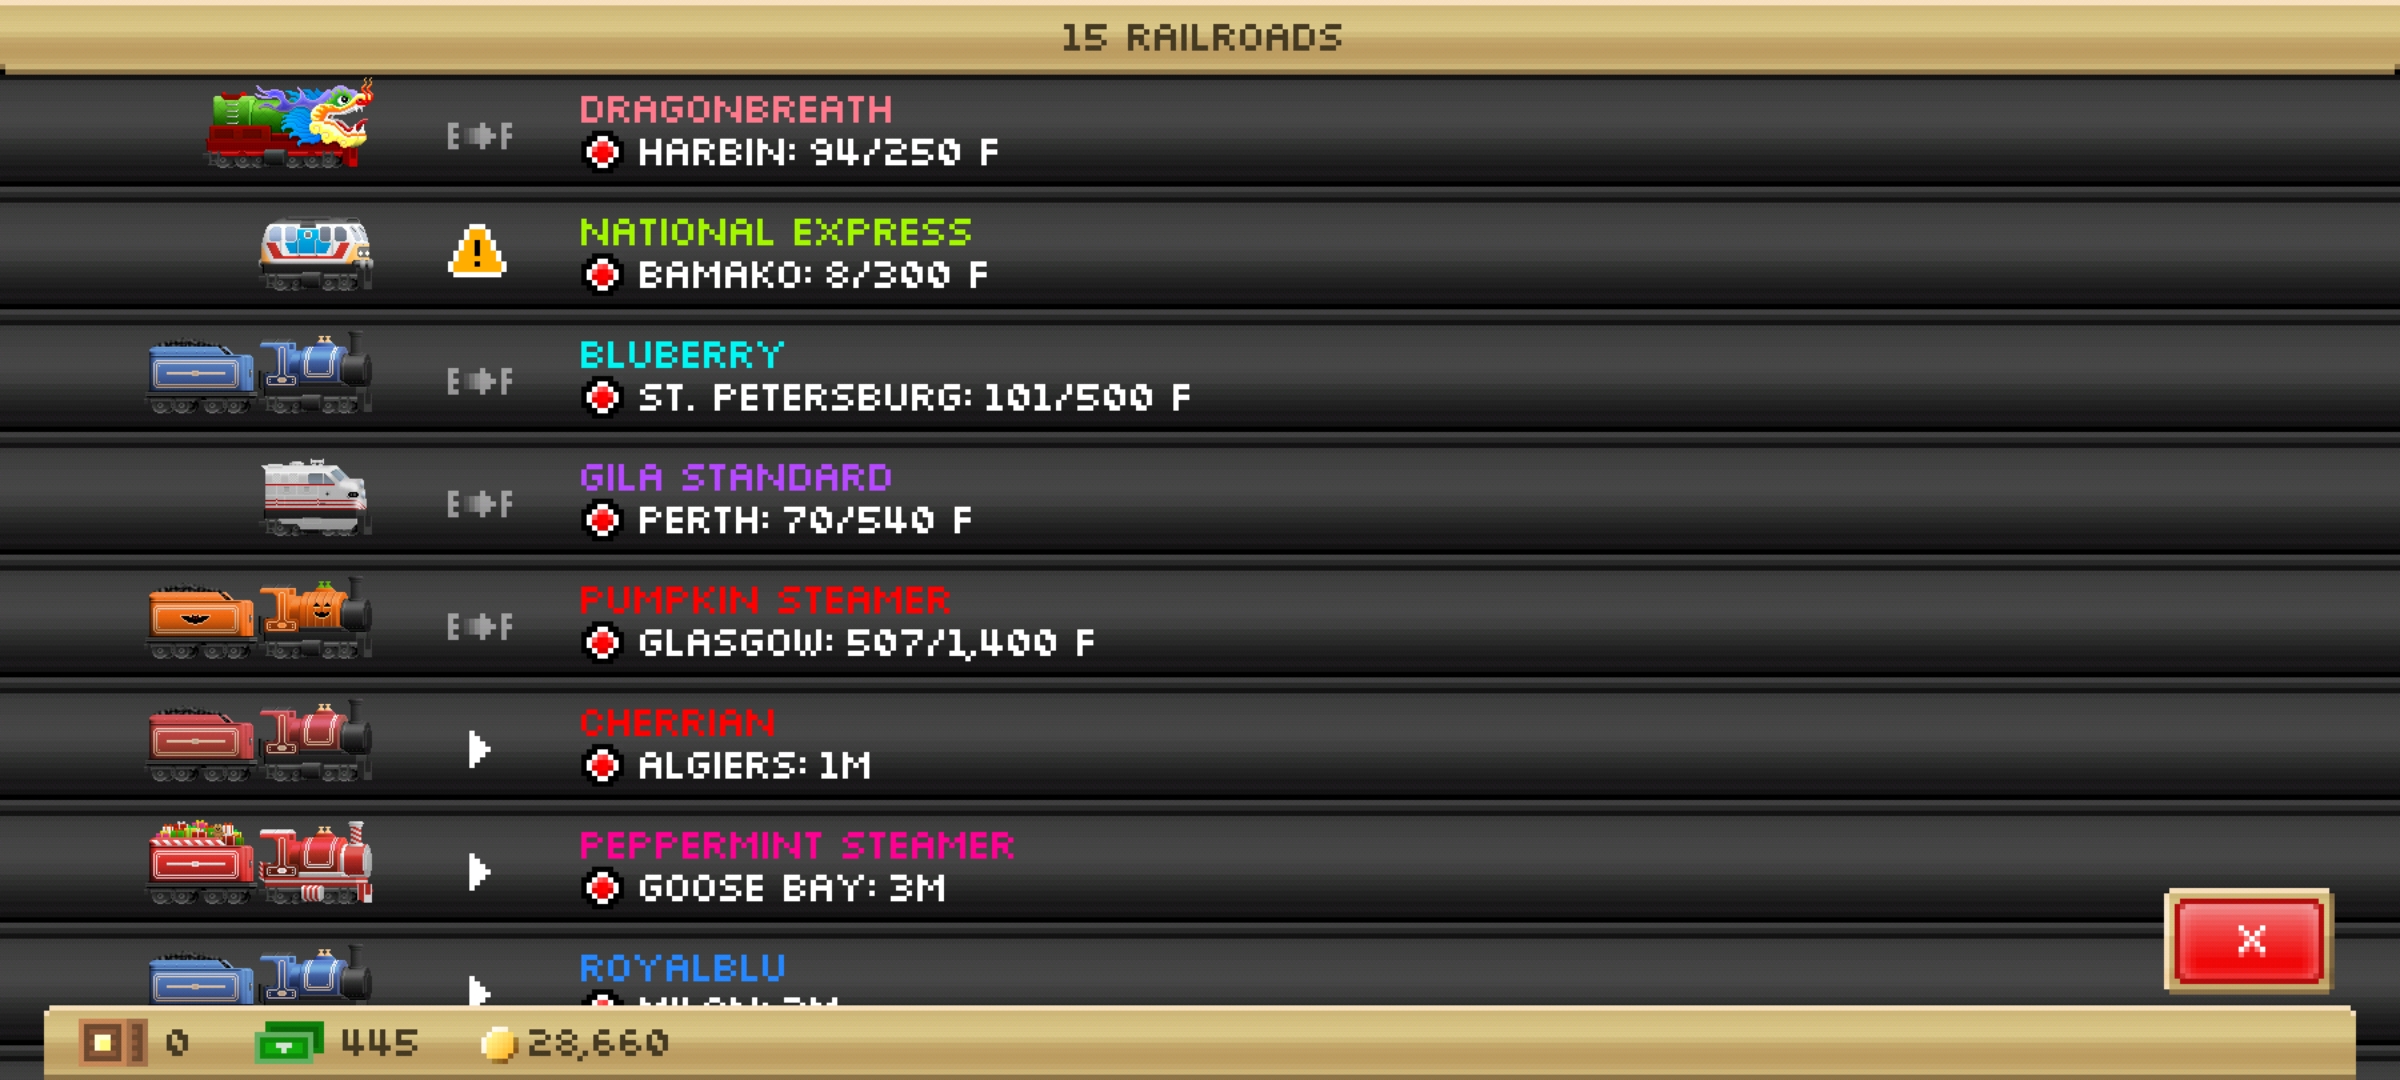 15 RAILROADS
DRAGONBREATH
E F
HARBIN: 94/250 F
NATIONAL EXPRESS
!
BAMAKO: 8/300 F
BLUBERRY
E F
ST. PETERSBURG: 101/500 F
GILA STANDARD
E F
PERTH: 70/540 F
PUMPKIN STEAMER
E F
GLASGOW: 507/1,400 F
CHERRIAN
ALGIERS: 1M
PEPPERMINT STEAMER
GOOSE BAY: 3M
X
ROYALBLU
0 445 28,660